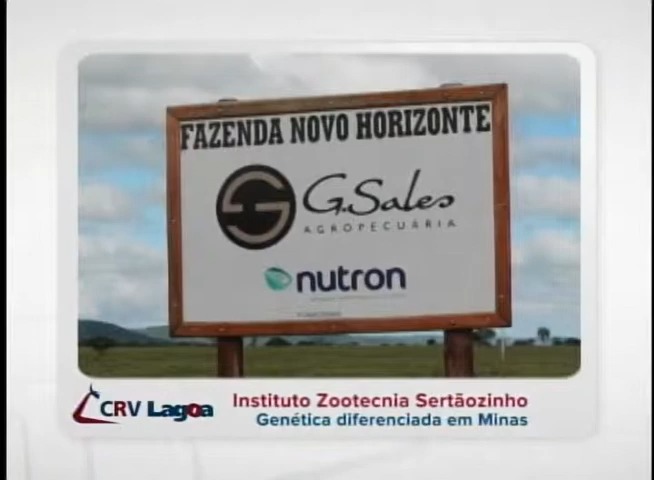 FAZENDA NOVO HORIZONTE
G.Sales
AGROPECUÁRIA
nutron
CRV Lagoa
Instituto Zootecnia Sertãozinho
Genética diferenciada em Minas